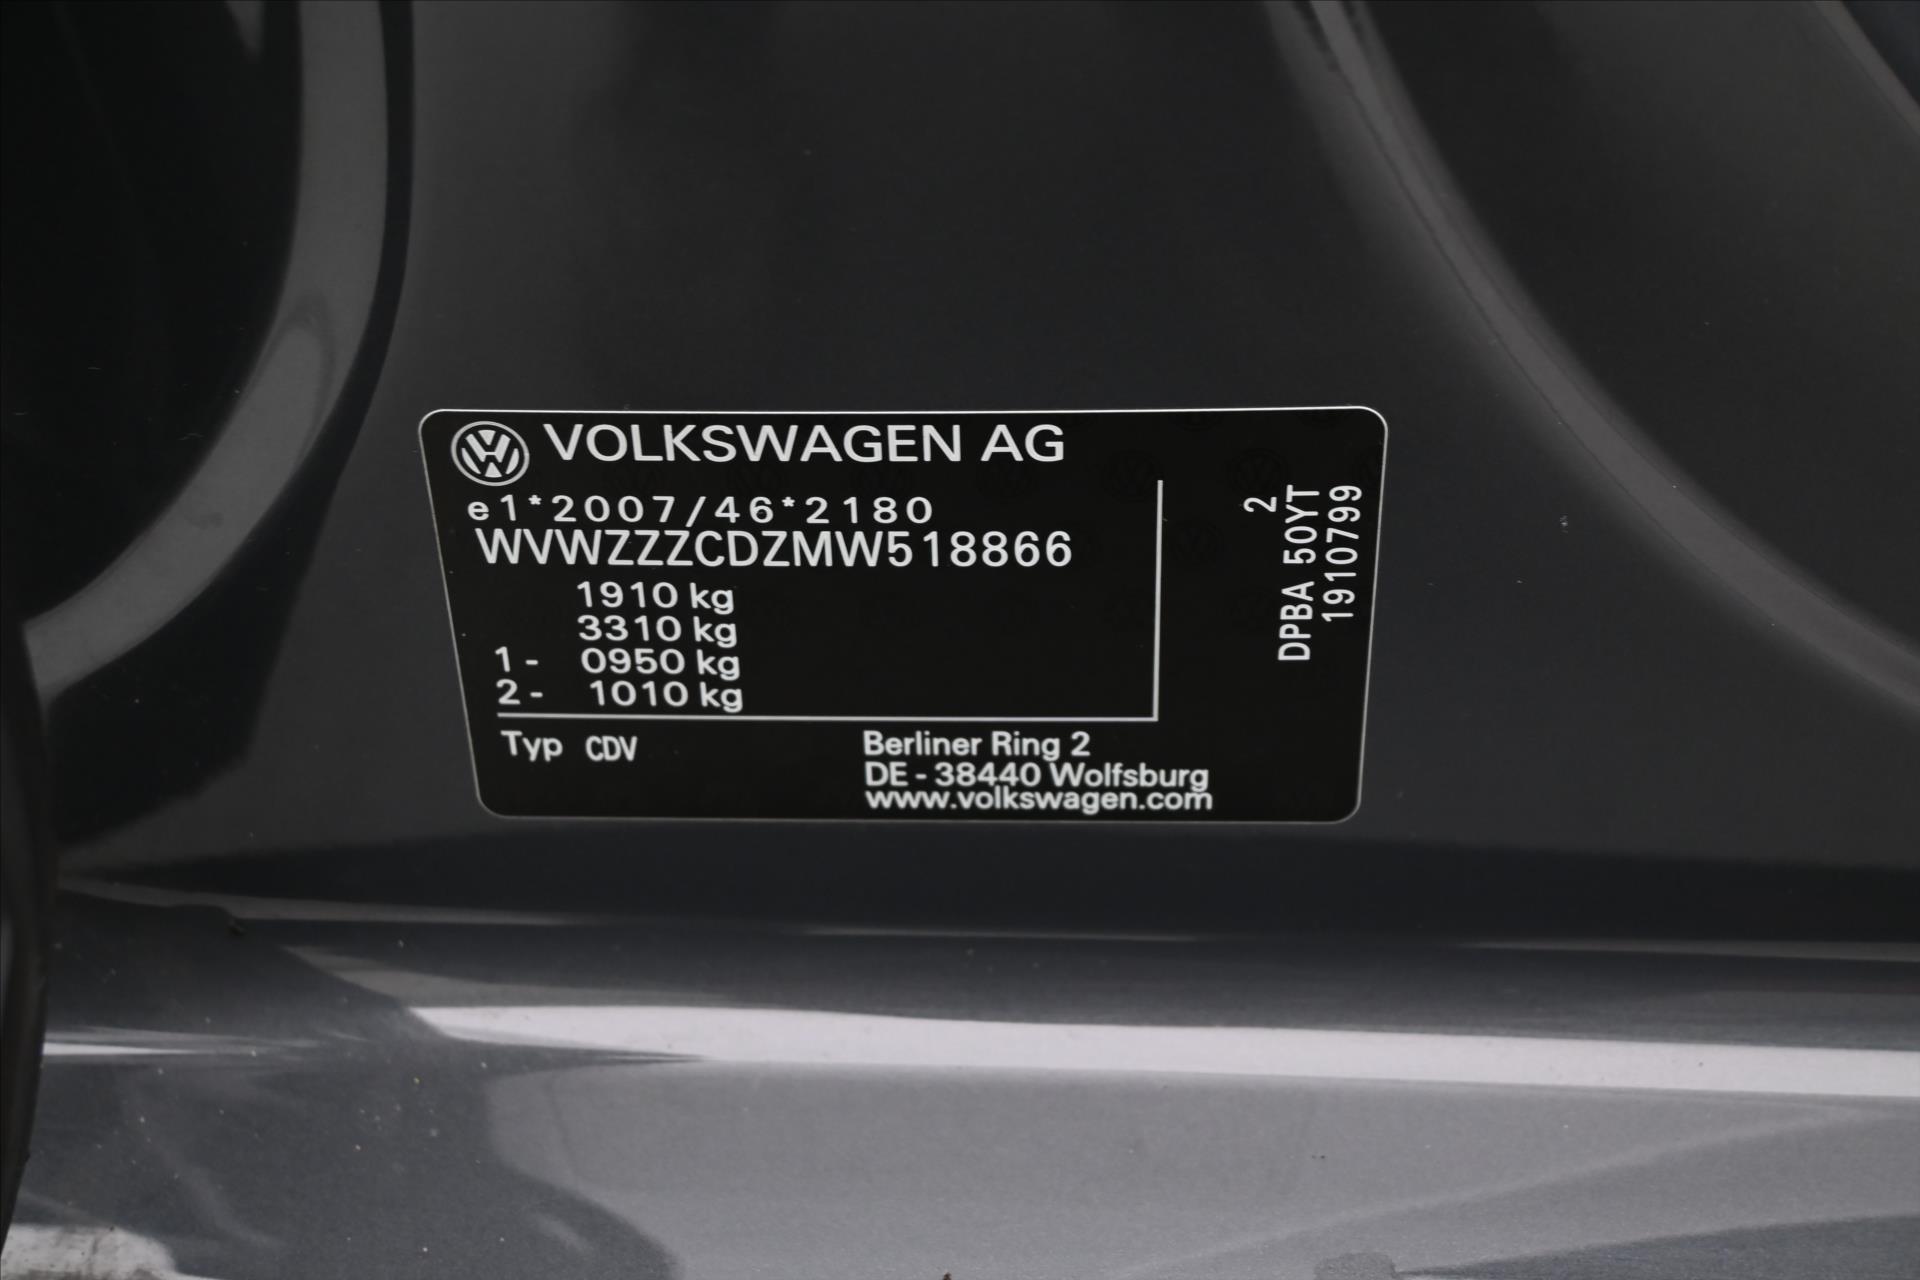 VOLKSWAGEN AG
e1*2007/46*2180
WVWZZZCDZMW518866
1910 kg
3310 kg
1 - 0950 kg
2 - 1010 kg
Typ CDV
Berliner Ring 2
DE - 38440 Wolfsburg
www.volkswagen.com
2
DPBA 50YT
1910799